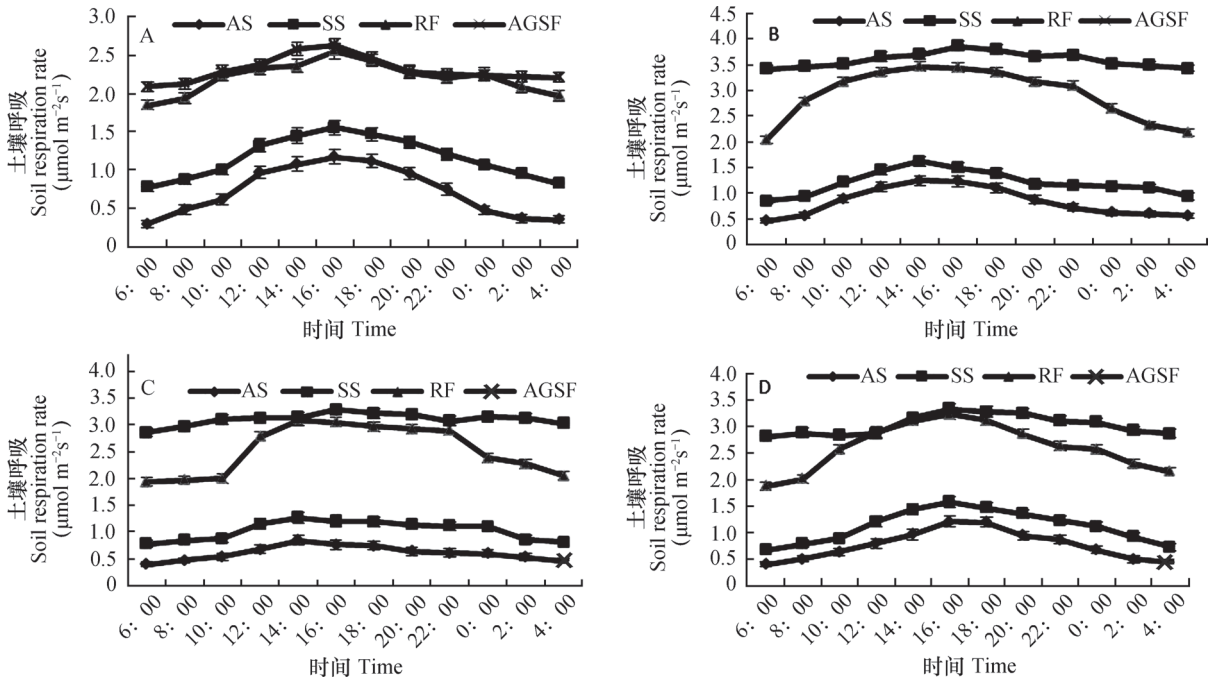 A
AS SS RF AGSF
土壤呼吸
Soil respiration rate
(μmol m⁻²s⁻¹)
3.0
2.5
2.0
1.5
1.0
0.5
0
6:00 8:00 10:00 12:00 14:00 16:00 18:00 20:00 22:00 0:00 2:00 4:00
时间 Time
B
AS SS RF AGSF
土壤呼吸
Soil respiration rate
(μmol m⁻²s⁻¹)
4.5
4.0
3.5
3.0
2.5
2.0
1.5
1.0
0.5
0
6:00 8:00 10:00 12:00 14:00 16:00 18:00 20:00 22:00 0:00 2:00 4:00
时间 Time
C
AS SS RF AGSF
土壤呼吸
Soil respiration rate
(μmol m⁻²s⁻¹)
4.0
3.5
3.0
2.5
2.0
1.5
1.0
0.5
0
6:00 8:00 10:00 12:00 14:00 16:00 18:00 20:00 22:00 0:00 2:00 4:00
时间 Time
D
AS SS RF AGSF
土壤呼吸
Soil respiration rate
(μmol m⁻²s⁻¹)
4.0
3.5
3.0
2.5
2.0
1.5
1.0
0.5
0
6:00 8:00 10:00 12:00 14:00 16:00 18:00 20:00 22:00 0:00 2:00 4:00
时间 Time